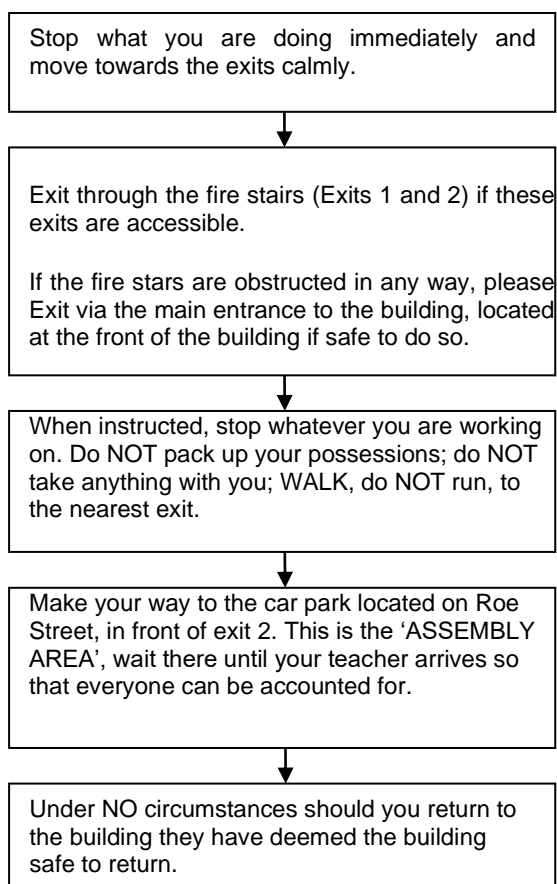 Stop what you are doing immediately and
move towards the exits calmly.
Exit through the fire stairs (Exits 1 and 2) if these
exits are accessible.
If the fire stars are obstructed in any way, please
Exit via the main entrance to the building, located
at the front of the building if safe to do so.
When instructed, stop whatever you are working
on. Do NOT pack up your possessions; do NOT
take anything with you; WALK, do NOT run, to
the nearest exit.
Make your way to the car park located on Roe
Street, in front of exit 2. This is the ‘ASSEMBLY
AREA’, wait there until your teacher arrives so
that everyone can be accounted for.
Under NO circumstances should you return to
the building they have deemed the building
safe to return.